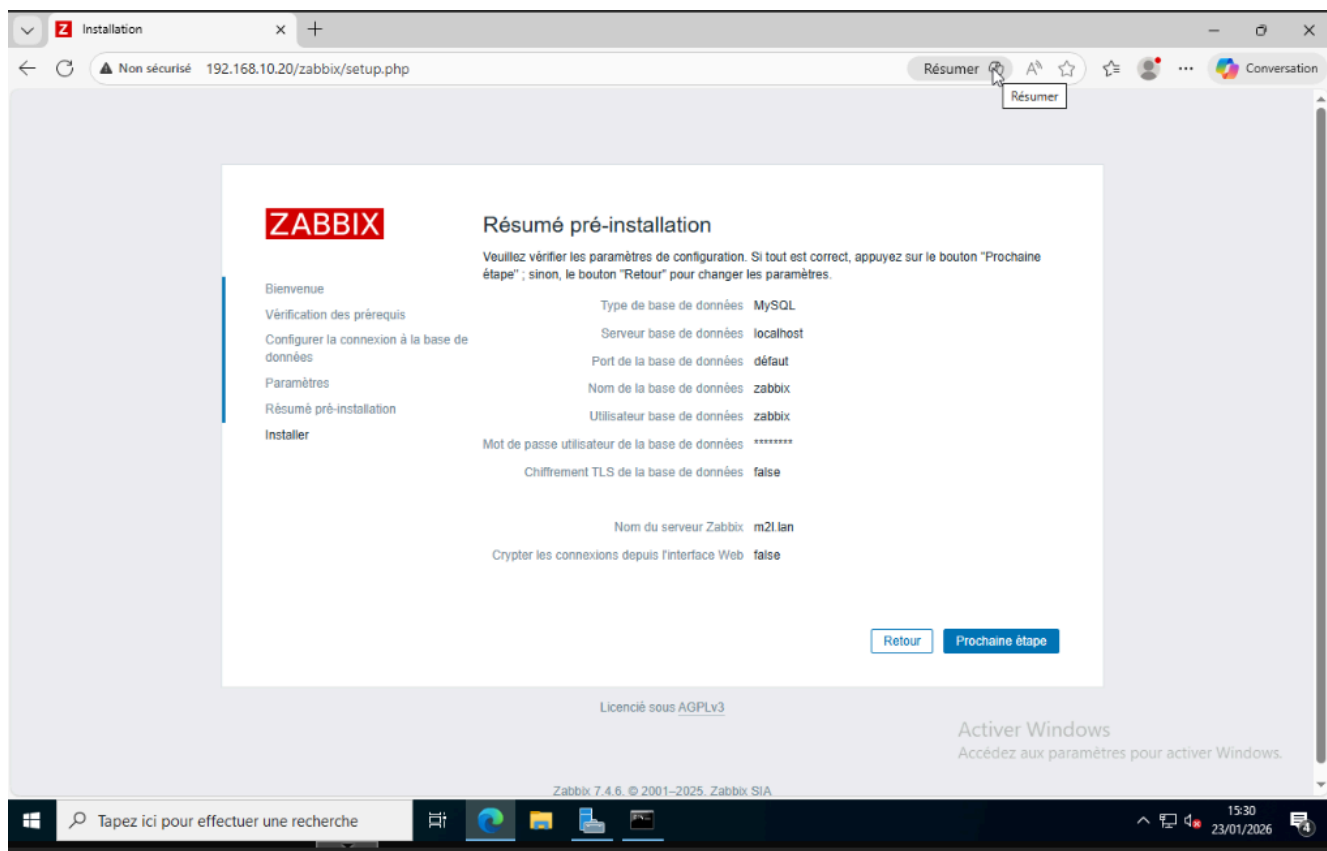 Installation
Non sécurisé 192.168.10.20/zabbix/setup.php
Résumer
Conversation
Résumer
ZABBIX
Bienvenue
Vérification des prérequis
Configurer la connexion à la base de
données
Paramètres
Résumé pré-installation
Installer
Résumé pré-installation
Veuillez vérifier les paramètres de configuration. Si tout est correct, appuyez sur le bouton "Prochaine
étape" ; sinon, le bouton "Retour" pour changer les paramètres.
Type de base de données MySQL
Serveur base de données localhost
Port de la base de données défaut
Nom de la base de données zabbix
Utilisateur base de données zabbix
Mot de passe utilisateur de la base de données ********
Chiffrement TLS de la base de données false
Nom du serveur Zabbix m2l.lan
Crypter les connexions depuis l'interface Web false
Retour
Prochaine étape
Licencié sous AGPLv3
Activer Windows
Accédez aux paramètres pour activer Windows.
Zabbix 7.4.6. © 2001–2025, Zabbix SIA
Tapez ici pour effectuer une recherche
15:30
23/01/2026
4